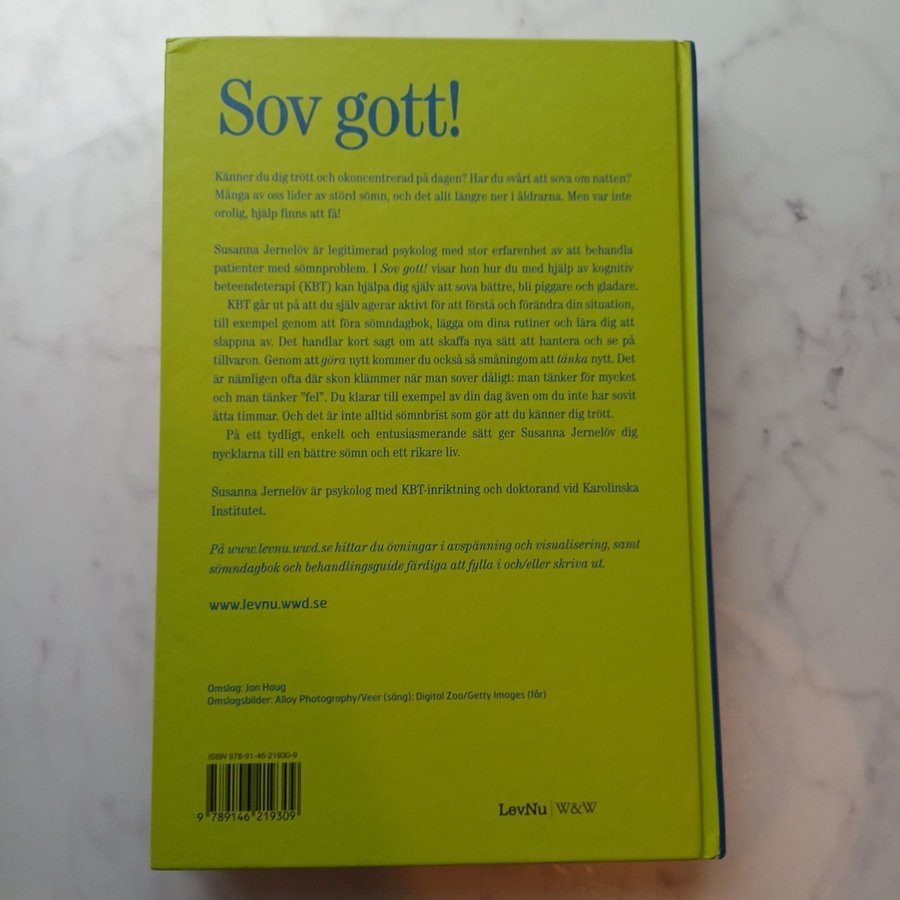 Sov gott!
Känner du dig trött och okoncentrerad på dagen? Har du svårt att sova om natten?
Många av oss lider av störd sömn, och det allt längre ner i åldrarna. Men var inte
orolig, hjälp finns att få!
Susanna Jernelöv är legitimerad psykolog med stor erfarenhet av att behandla
patienter med sömnproblem. I Sov gott! visar hon hur du med hjälp av kognitiv
beteendeterapi (KBT) kan hjälpa dig själv att sova bättre, bli piggare och gladare.
KBT går ut på att du själv agerar aktivt för att förstå och förändra din situation,
till exempel genom att föra sömndagbok, lägga om dina rutiner och lära dig att
slappna av. Det handlar kort sagt om att skaffa nya sätt att hantera och se på
tillvaron. Genom att göra nytt kommer du också så småningom att tänka nytt. Det
är nämligen ofta där skon klämmer när man sover dåligt: man tänker för mycket
och man tänker ”fel”. Du klarar till exempel av din dag även om du inte har sovit
åtta timmar. Och det är inte alltid sömnbrist som gör att du känner dig trött.
På ett tydligt, enkelt och entusiasmerande sätt ger Susanna Jernelöv dig
nycklarna till en bättre sömn och ett rikare liv.
Susanna Jernelöv är psykolog med KBT-inriktning och doktorand vid Karolinska
Institutet.
På www.levnu.wwd.se hittar du övningar i avspänning och visualisering, samt
sömndagbok och behandlingsguide färdiga att fylla i och/eller skriva ut.
www.levnu.wwd.se
Omslag: Jan Haug
Omslagsbilder: Alloy Photography/Veer (säng); Digital Zoo/Getty Images (får)
ISBN 978-91-46-21930-9
9 789146 219309
LevNu | W&W